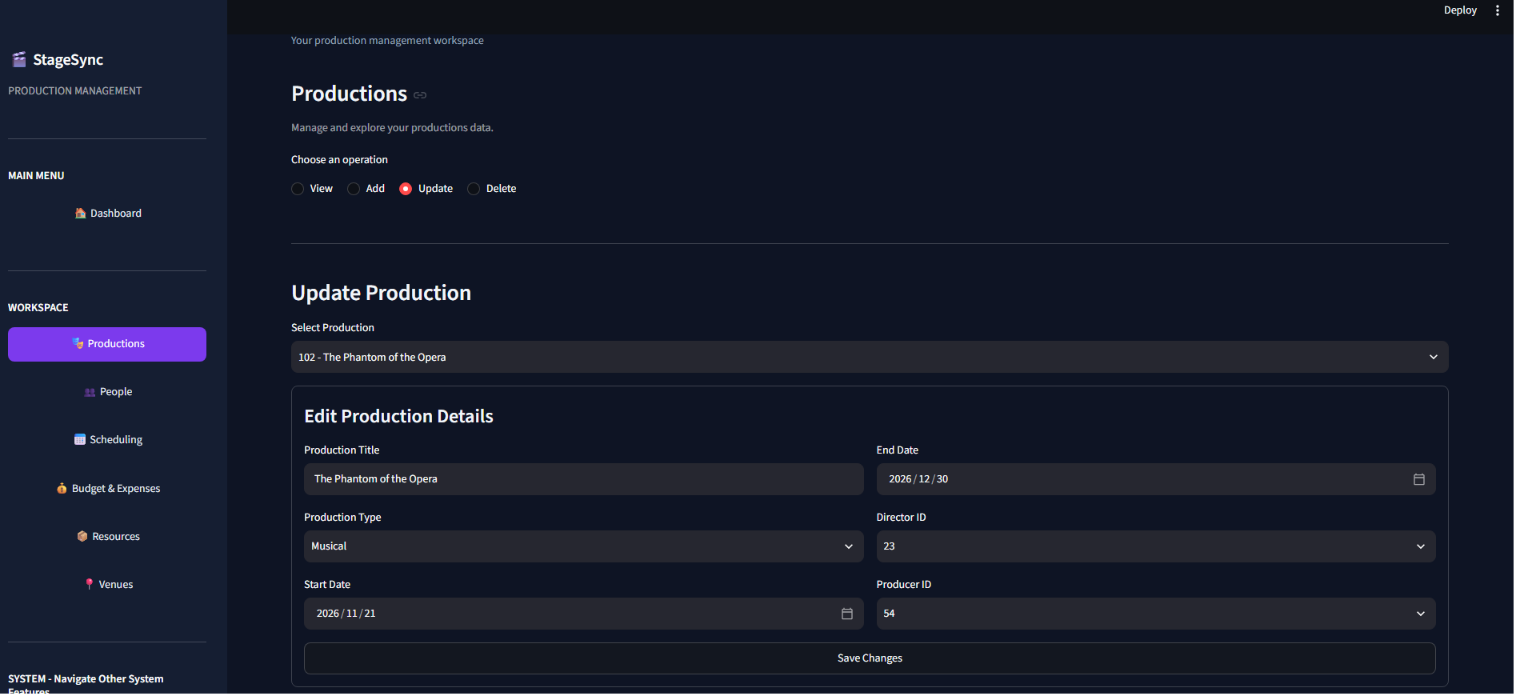 Deploy
StageSync
PRODUCTION MANAGEMENT
MAIN MENU
Dashboard
WORKSPACE
Productions
People
Scheduling
Budget & Expenses
Resources
Venues
SYSTEM - Navigate Other System
Features
Your production management workspace
Productions
Manage and explore your productions data.
Choose an operation
View Add Update Delete
Update Production
Select Production
102 - The Phantom of the Opera
Edit Production Details
Production Title
The Phantom of the Opera
End Date
2026 / 12 / 30
Production Type
Musical
Director ID
23
Start Date
2026 / 11 / 21
Producer ID
54
Save Changes